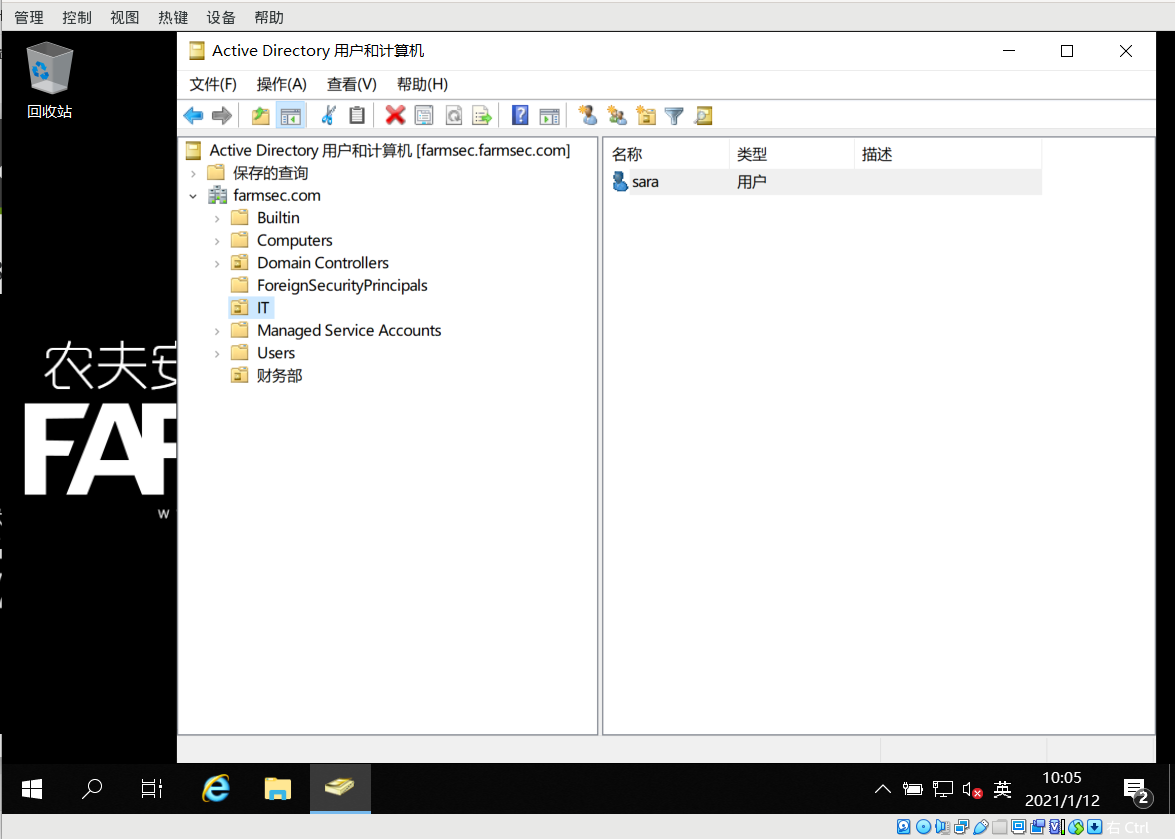 管理 控制 视图 热键 设备 帮助
回收站
Active Directory 用户和计算机
文件(F) 操作(A) 查看(V) 帮助(H)
Active Directory 用户和计算机 [farmsec.farmsec.com]
保存的查询
farmsec.com
Builtin
Computers
Domain Controllers
ForeignSecurityPrincipals
IT
Managed Service Accounts
Users
财务部
名称 类型 描述
sara 用户
农夫安
FAR
W
英
10:05
2021/1/12
2
右 Ctrl